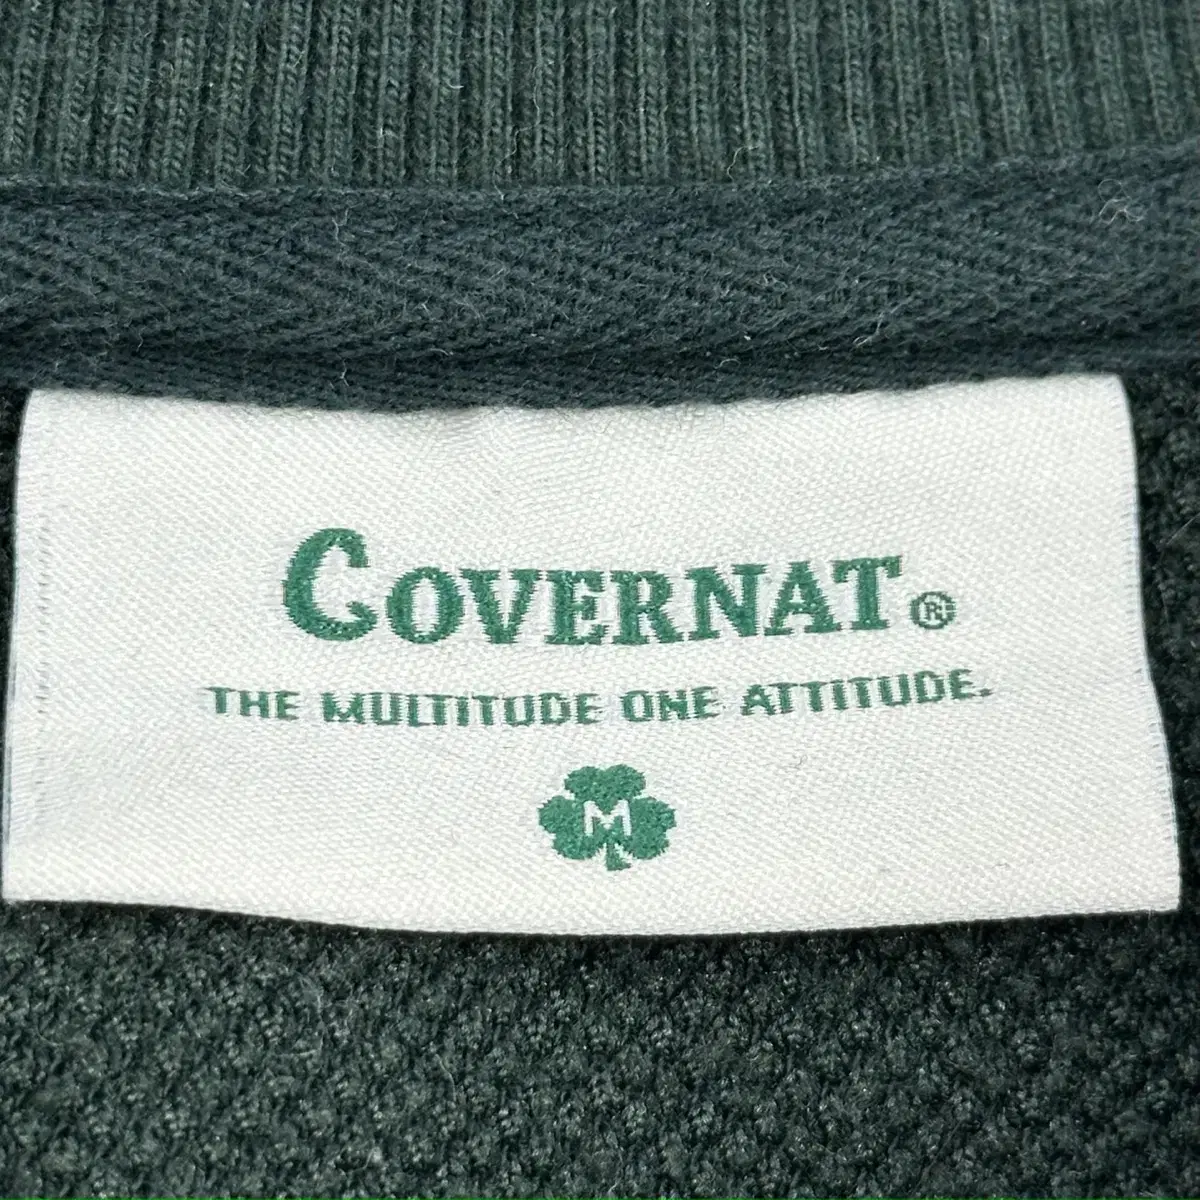 COVERNAT®
THE MULTITUDE ONE ATTITUDE.
M